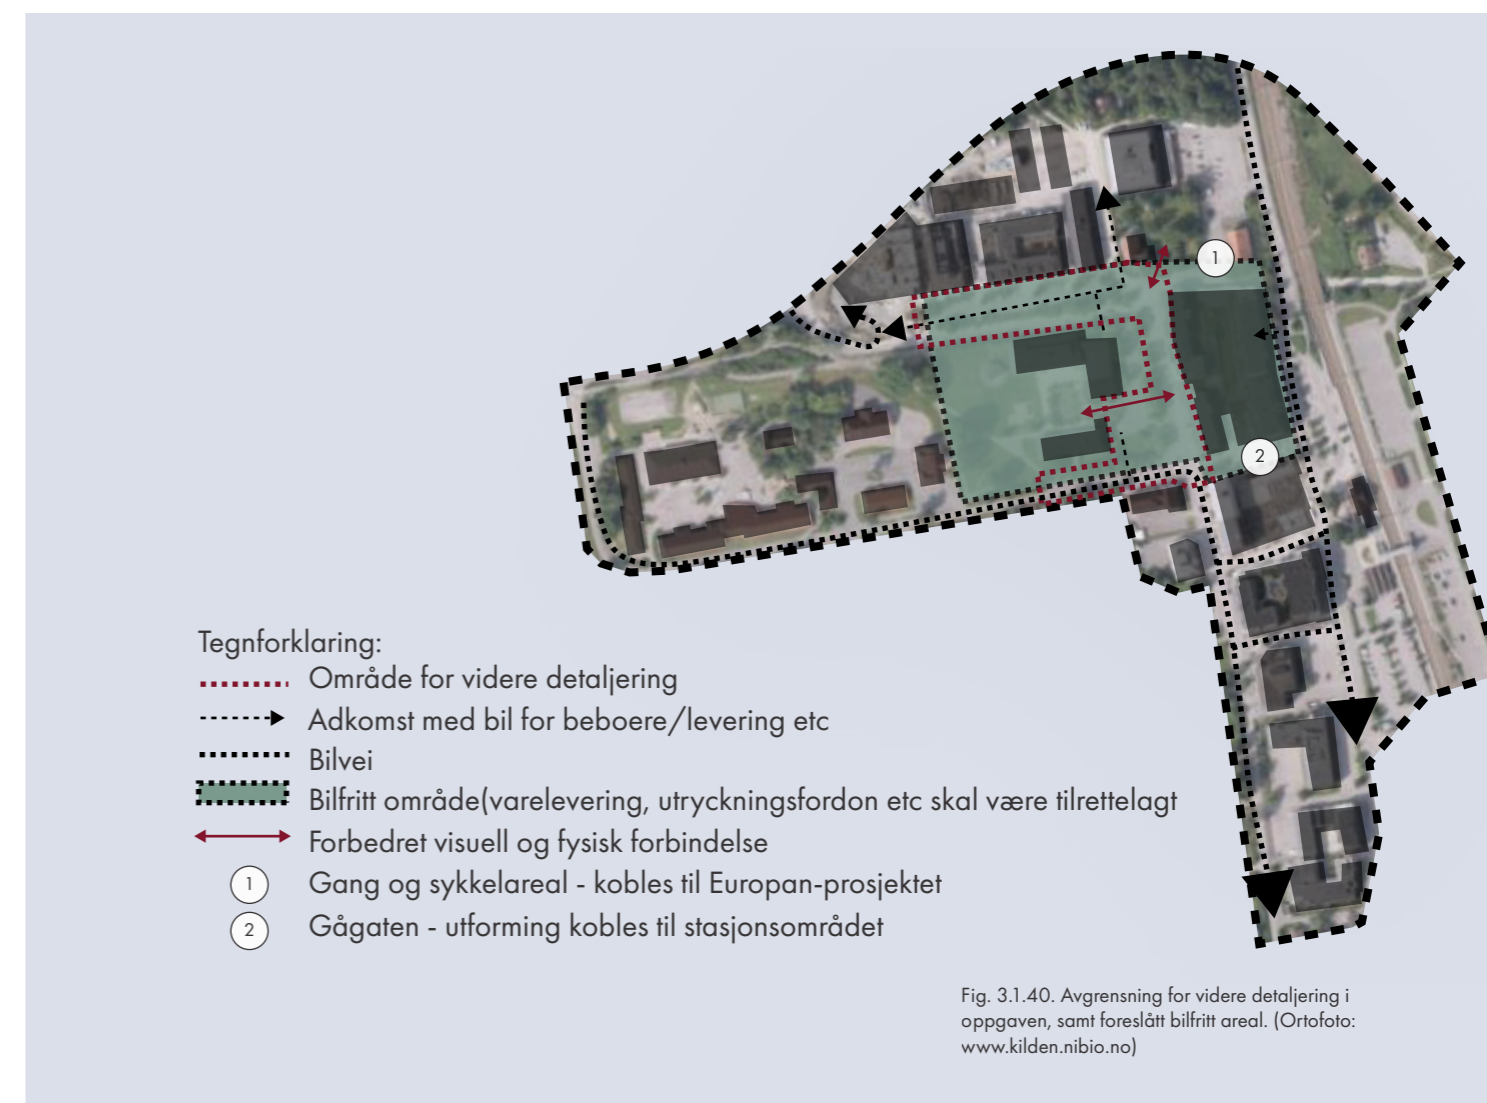 1
2
Tegnforklaring:
Område for videre detaljering
Adkomst med bil for beboere/levering etc
Bilvei
Bilfritt område(varelevering, utryckningsfordon etc skal være tilrettelagt
Forbedret visuell og fysisk forbindelse
1 Gang og sykkelareal - kobles til Europan-prosjektet
2 Gågaten - utforming kobles til stasjonsområdet
Fig. 3.1.40. Avgrensning for videre detaljering i
oppgaven, samt foreslått bilfritt areal. (Ortofoto:
www.kilden.nibio.no)